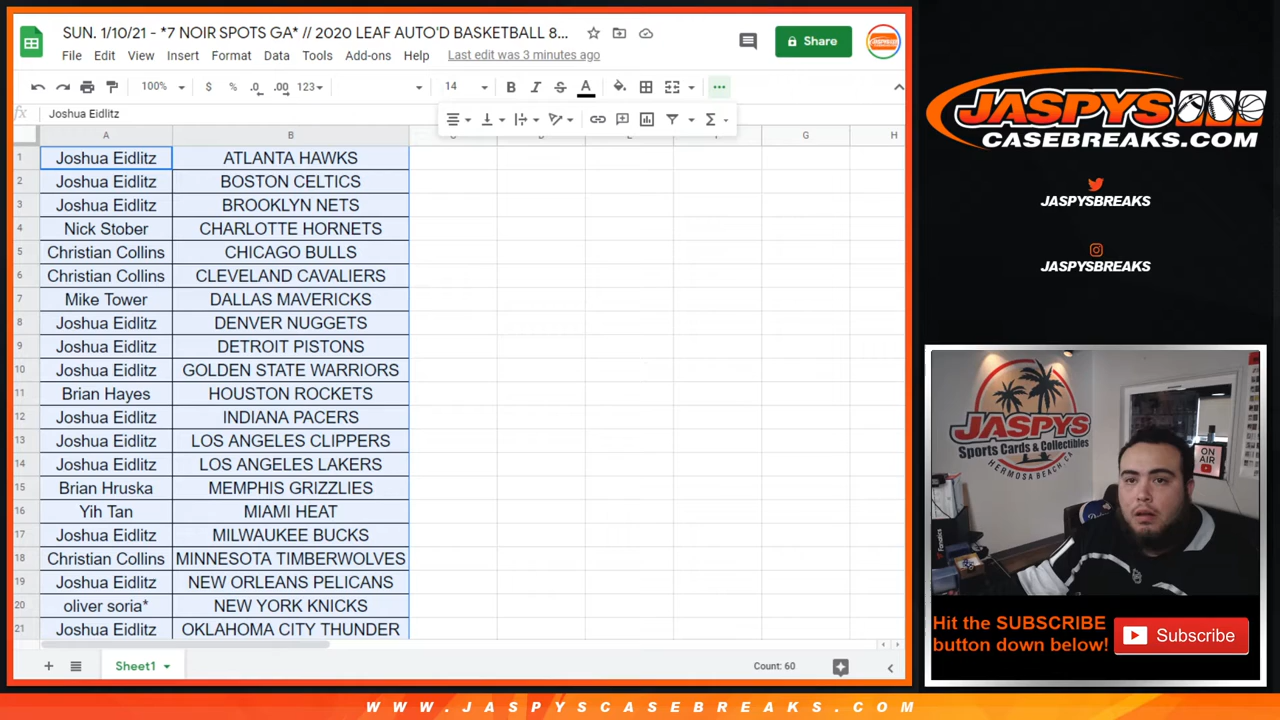 SUN. 1/10/21 - *7 NOIR SPOTS GA* // 2020 LEAF AUTO'D BASKETBALL 8...
File Edit View Insert Format Data Tools Add-ons Help Last edit was 3 minutes ago
Share
100% $ % .0 .00 123 14 B I S A
fx Joshua Eidlitz
A B G H
1 Joshua Eidlitz ATLANTA HAWKS
2 Joshua Eidlitz BOSTON CELTICS
3 Joshua Eidlitz BROOKLYN NETS
4 Nick Stober CHARLOTTE HORNETS
5 Christian Collins CHICAGO BULLS
6 Christian Collins CLEVELAND CAVALIERS
7 Mike Tower DALLAS MAVERICKS
8 Joshua Eidlitz DENVER NUGGETS
9 Joshua Eidlitz DETROIT PISTONS
10 Joshua Eidlitz GOLDEN STATE WARRIORS
11 Brian Hayes HOUSTON ROCKETS
12 Joshua Eidlitz INDIANA PACERS
13 Joshua Eidlitz LOS ANGELES CLIPPERS
14 Joshua Eidlitz LOS ANGELES LAKERS
15 Brian Hruska MEMPHIS GRIZZLIES
16 Yih Tan MIAMI HEAT
17 Joshua Eidlitz MILWAUKEE BUCKS
18 Christian Collins MINNESOTA TIMBERWOLVES
19 Joshua Eidlitz NEW ORLEANS PELICANS
20 oliver soria* NEW YORK KNICKS
21 Joshua Eidlitz OKLAHOMA CITY THUNDER
Sheet1
Count: 60
JASPYS
CASEBREAKS.COM
JASPYSBREAKS
JASPYSBREAKS
JASPYS
Sports Cards & Collectibles
HERMOSA BEACH, CA
ON AIR
Hit the SUBSCRIBE
button down below!
Subscribe
WWW.JASPYSCASEBREAKS.COM